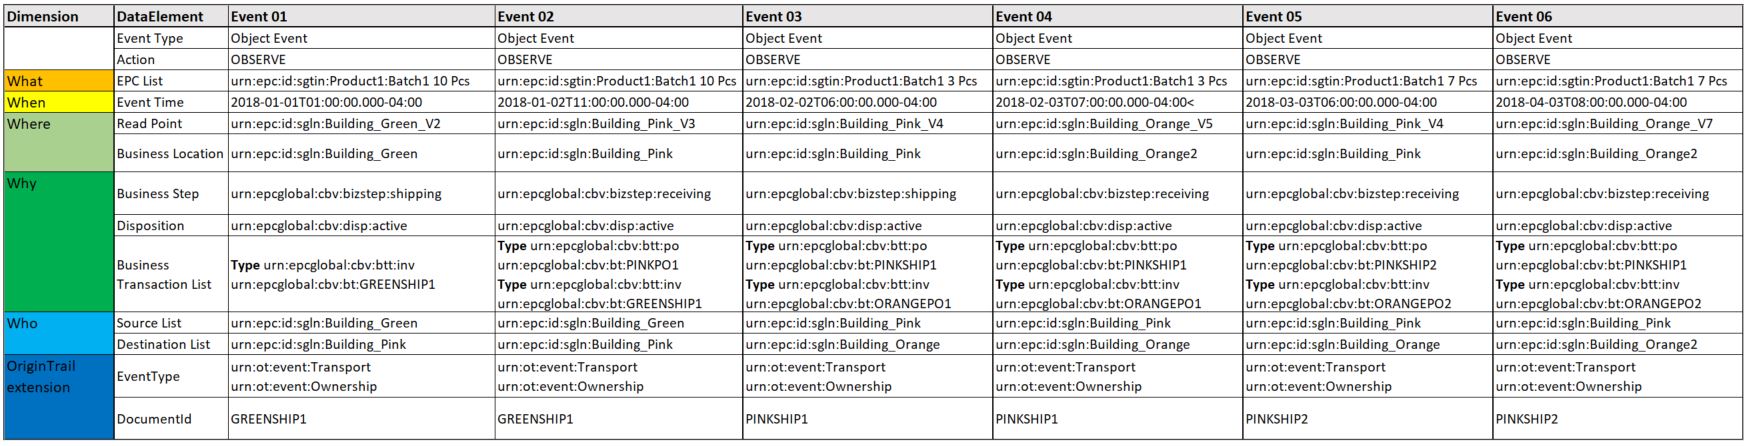 Dimension DataElement Event 01 Event 02 Event 03 Event 04 Event 05 Event 06
Event Type Object Event Object Event Object Event Object Event Object Event Object Event
Action OBSERVE OBSERVE OBSERVE OBSERVE OBSERVE OBSERVE
What EPC List urn:epc:id:sgtin:Product1:Batch1 10 Pcs urn:epc:id:sgtin:Product1:Batch1 10 Pcs urn:epc:id:sgtin:Product1:Batch1 3 Pcs urn:epc:id:sgtin:Product1:Batch1 3 Pcs urn:epc:id:sgtin:Product1:Batch1 7 Pcs urn:epc:id:sgtin:Product1:Batch1 7 Pcs
When Event Time 2018-01-01T01:00:00.000-04:00 2018-01-02T11:00:00.000-04:00 2018-02-02T06:00:00.000-04:00 2018-02-03T07:00:00.000-04:00< 2018-03-03T06:00:00.000-04:00 2018-04-03T08:00:00.000-04:00
Where Read Point urn:epc:id:sgln:Building_Green_V2 urn:epc:id:sgln:Building_Pink_V3 urn:epc:id:sgln:Building_Pink_V4 urn:epc:id:sgln:Building_Orange_V5 urn:epc:id:sgln:Building_Pink_V4 urn:epc:id:sgln:Building_Orange_V7
Business Location urn:epc:id:sgln:Building_Green urn:epc:id:sgln:Building_Pink urn:epc:id:sgln:Building_Pink urn:epc:id:sgln:Building_Orange2 urn:epc:id:sgln:Building_Pink urn:epc:id:sgln:Building_Orange2
Why Business Step urn:epcglobal:cbv:bizstep:shipping urn:epcglobal:cbv:bizstep:receiving urn:epcglobal:cbv:bizstep:shipping urn:epcglobal:cbv:bizstep:receiving urn:epcglobal:cbv:bizstep:receiving urn:epcglobal:cbv:bizstep:receiving
Disposition urn:epcglobal:cbv:disp:active urn:epcglobal:cbv:disp:active urn:epcglobal:cbv:disp:active urn:epcglobal:cbv:disp:active urn:epcglobal:cbv:disp:active urn:epcglobal:cbv:disp:active
Type urn:epcglobal:cbv:btt:po Type urn:epcglobal:cbv:btt:po Type urn:epcglobal:cbv:btt:po Type urn:epcglobal:cbv:btt:po Type urn:epcglobal:cbv:btt:po
Business Type urn:epcglobal:cbv:btt:inv urn:epcglobal:cbv:bt:PINKPO1 urn:epcglobal:cbv:bt:PINKSHIP1 urn:epcglobal:cbv:bt:PINKSHIP1 urn:epcglobal:cbv:bt:PINKSHIP2 urn:epcglobal:cbv:bt:PINKSHIP1
Transaction List urn:epcglobal:cbv:bt:GREENSHIP1 Type urn:epcglobal:cbv:btt:inv Type urn:epcglobal:cbv:btt:inv Type urn:epcglobal:cbv:btt:inv Type urn:epcglobal:cbv:btt:inv Type urn:epcglobal:cbv:btt:inv
urn:epcglobal:cbv:bt:GREENSHIP1 urn:epcglobal:cbv:bt:ORANGEPO1 urn:epcglobal:cbv:bt:ORANGEPO1 urn:epcglobal:cbv:bt:ORANGEPO2 urn:epcglobal:cbv:bt:ORANGEPO2
Who Source List urn:epc:id:sgln:Building_Green urn:epc:id:sgln:Building_Green urn:epc:id:sgln:Building_Pink urn:epc:id:sgln:Building_Pink urn:epc:id:sgln:Building_Pink urn:epc:id:sgln:Building_Pink
Destination List urn:epc:id:sgln:Building_Pink urn:epc:id:sgln:Building_Pink urn:epc:id:sgln:Building_Orange urn:epc:id:sgln:Building_Orange urn:epc:id:sgln:Building_Orange urn:epc:id:sgln:Building_Orange2
OriginTrail urn:ot:event:Transport urn:ot:event:Transport urn:ot:event:Transport urn:ot:event:Transport urn:ot:event:Transport urn:ot:event:Transport
extension EventType urn:ot:event:Ownership urn:ot:event:Ownership urn:ot:event:Ownership urn:ot:event:Ownership urn:ot:event:Ownership urn:ot:event:Ownership
DocumentId GREENSHIP1 GREENSHIP1 PINKSHIP1 PINKSHIP1 PINKSHIP2 PINKSHIP2